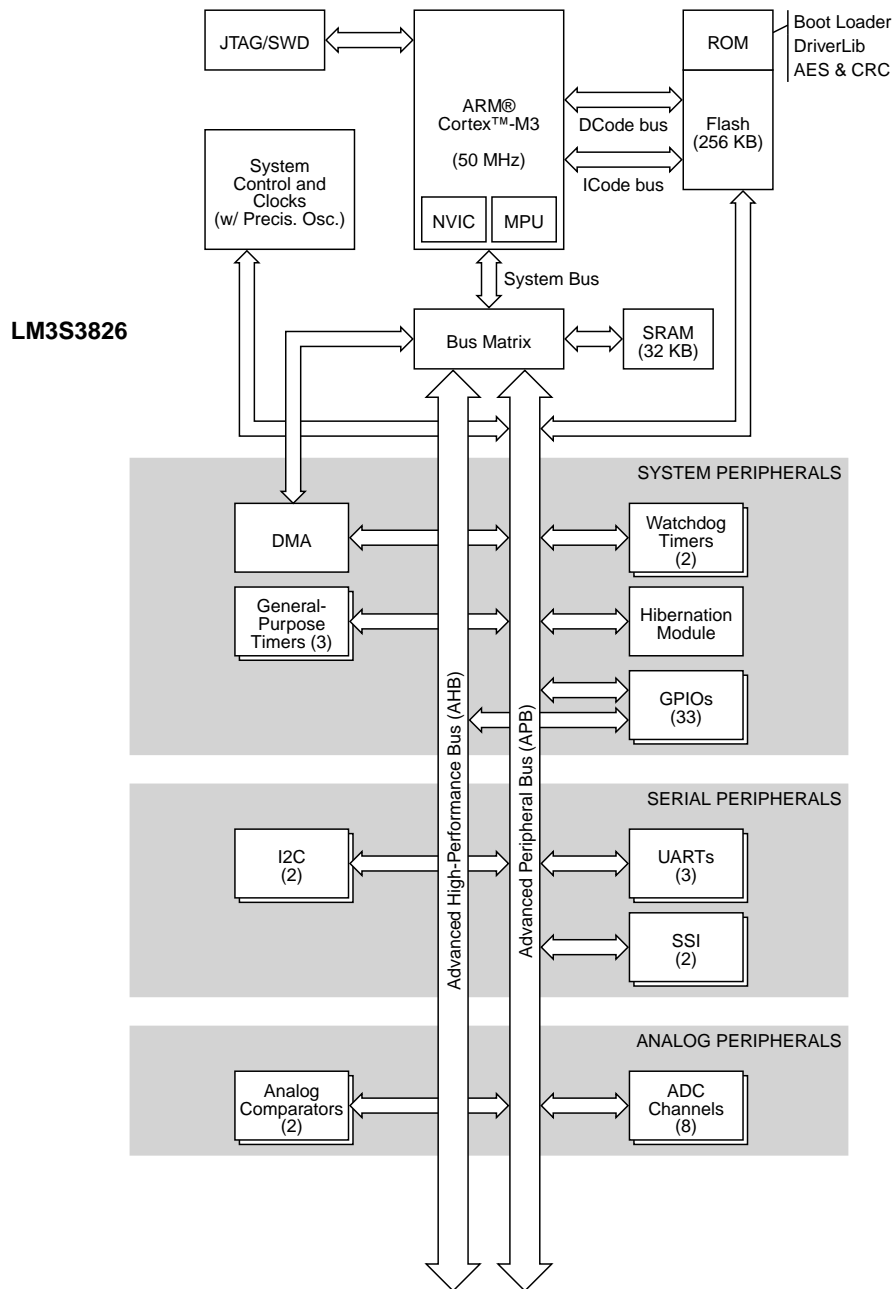 JTAG/SWD
ARM®
Cortex™-M3
(50 MHz)
NVIC
MPU
ROM
Boot Loader
DriverLib
AES & CRC
Flash
(256 KB)
DCode bus
ICode bus
System
Control and
Clocks
(w/ Precis. Osc.)
System Bus
LM3S3826
Bus Matrix
SRAM
(32 KB)
SYSTEM PERIPHERALS
DMA
Watchdog
Timers
(2)
General-
Purpose
Timers (3)
Hibernation
Module
GPIOs
(33)
Advanced High-Performance Bus (AHB)
Advanced Peripheral Bus (APB)
SERIAL PERIPHERALS
I2C
(2)
UARTs
(3)
SSI
(2)
ANALOG PERIPHERALS
Analog
Comparators
(2)
ADC
Channels
(8)